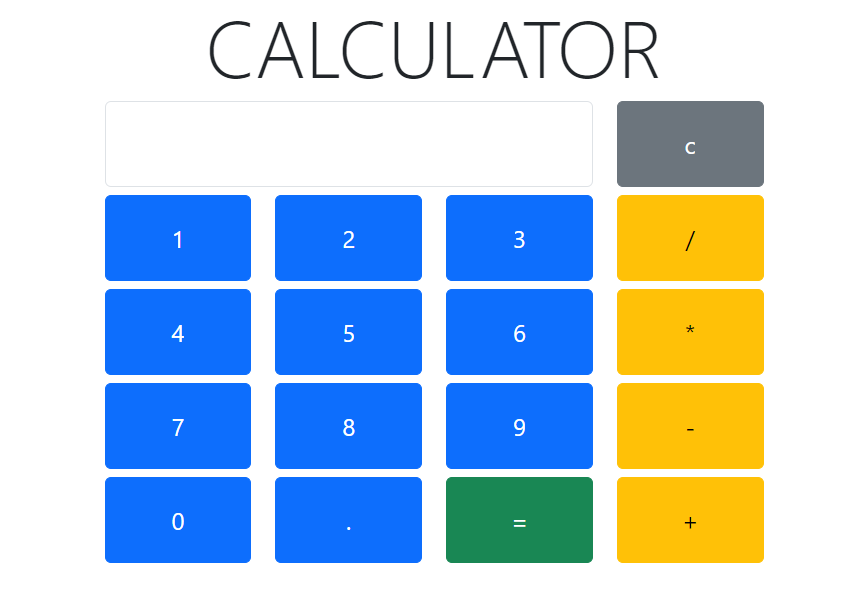 CALCULATOR
c
1 2 3 /
4 5 6 *
7 8 9 -
0 . = +